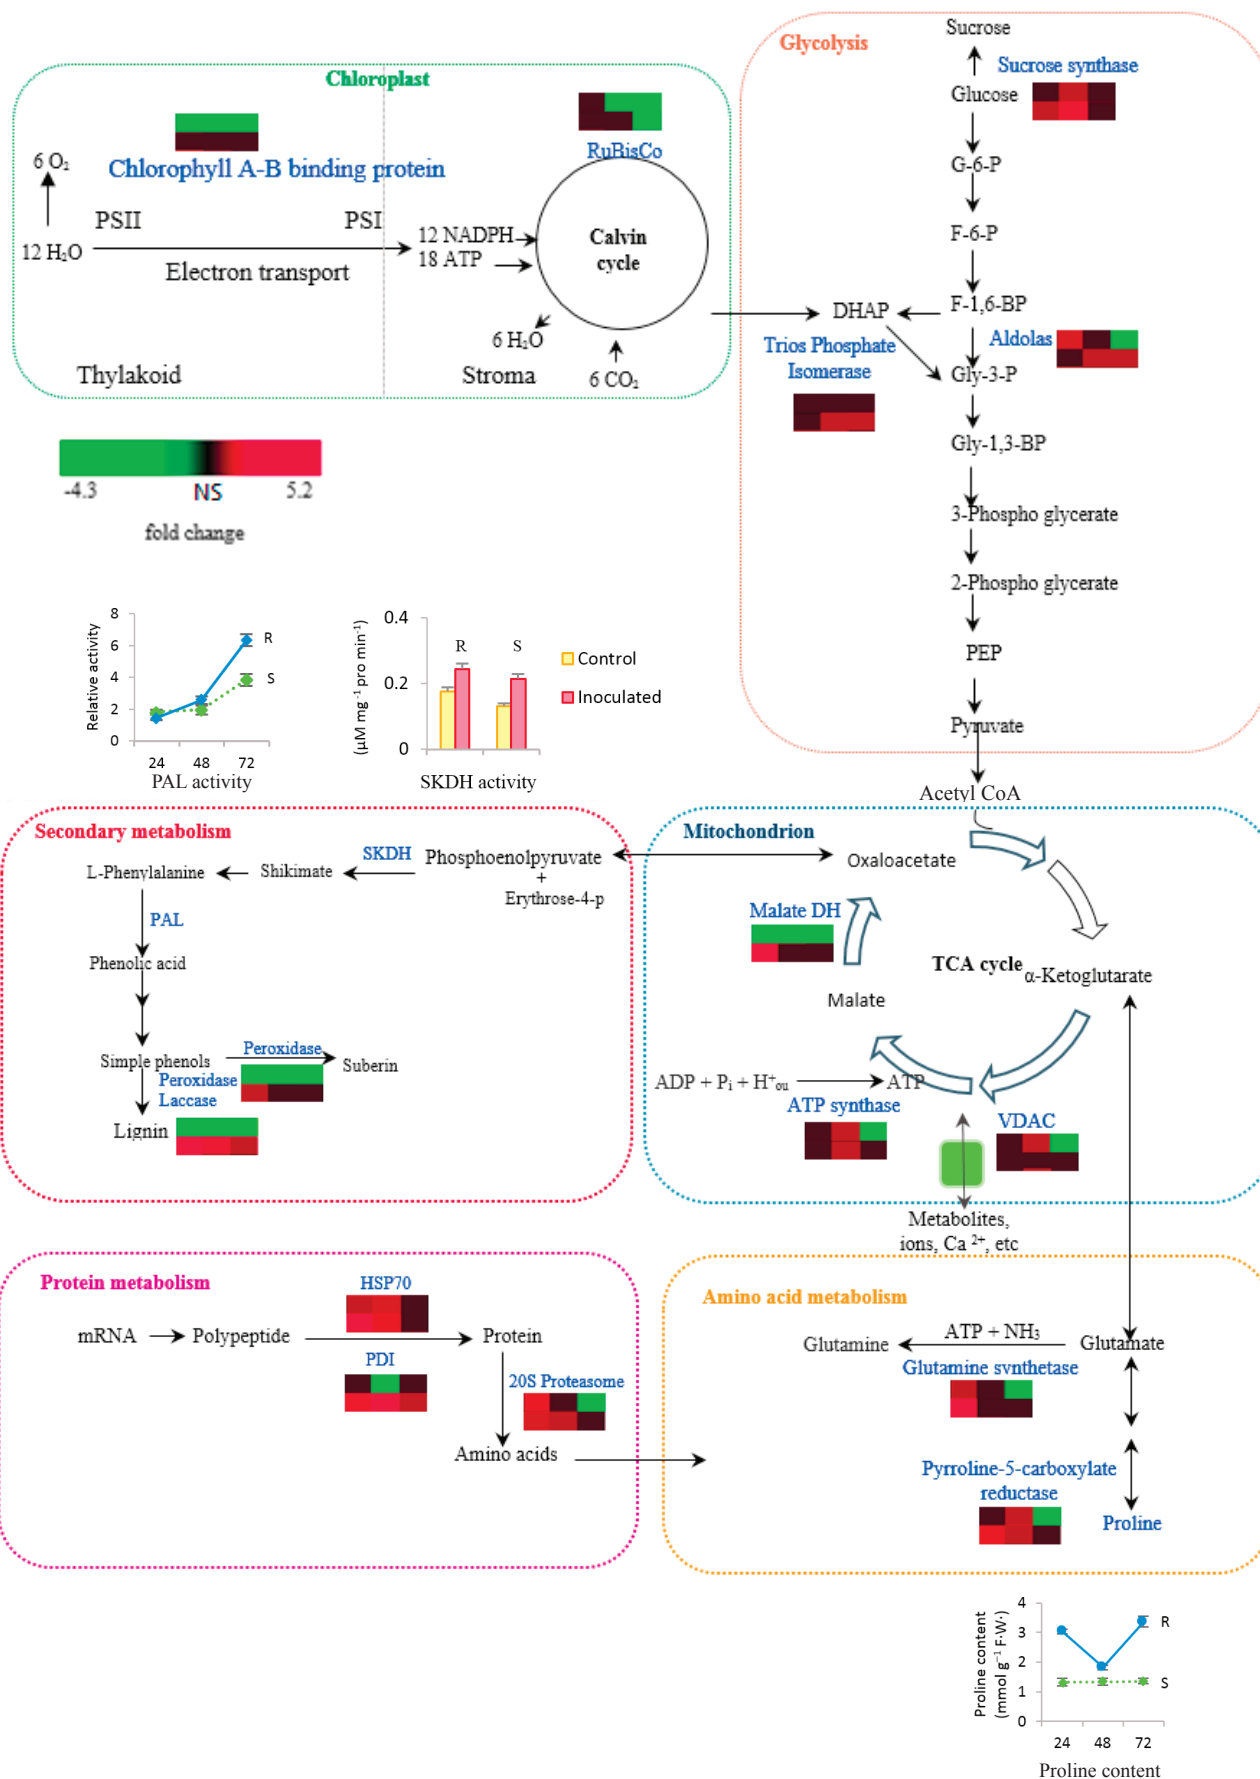 Glycolysis
Sucrose
Sucrose synthase
Glucose
G-6-P
F-6-P
F-1,6-BP
DHAP
Aldolas
Trios Phosphate
Isomerase
Gly-3-P
Gly-1,3-BP
3-Phospho glycerate
2-Phospho glycerate
PEP
Pyruvate
Acetyl CoA
Chloroplast
RuBisCo
Chlorophyll A-B binding protein
6 O₂
12 H₂O
PSII
PSI
Electron transport
12 NADPH
18 ATP
Calvin
cycle
6 H₂O
6 CO₂
Thylakoid
Stroma
-4.3
NS
5.2
fold change
Relative activity
8
6
4
2
0
R
S
24
48
72
PAL activity
(µM mg⁻¹ pro min⁻¹)
0.4
0.2
0
R
S
Control
Inoculated
SKDH activity
Secondary metabolism
SKDH
Phosphoenolpyruvate
+
Erythrose-4-p
Shikimate
L-Phenylalanine
PAL
Phenolic acid
Simple phenols
Peroxidase
Suberin
Peroxidase
Laccase
Lignin
Mitochondrion
Oxaloacetate
Malate DH
TCA cycle
α-Ketoglutarate
Malate
ADP + Pᵢ + H⁺ₒᵤ
ATP
ATP synthase
VDAC
Metabolites,
ions, Ca ²⁺, etc
Protein metabolism
HSP70
mRNA
Polypeptide
Protein
PDI
20S Proteasome
Amino acids
Amino acid metabolism
Glutamine
ATP + NH₃
Glutamate
Glutamine synthetase
Pyrroline-5-carboxylate
reductase
Proline
Proline content
(mmol g⁻¹ F·W·)
4
3
2
1
0
R
S
24
48
72
Proline content